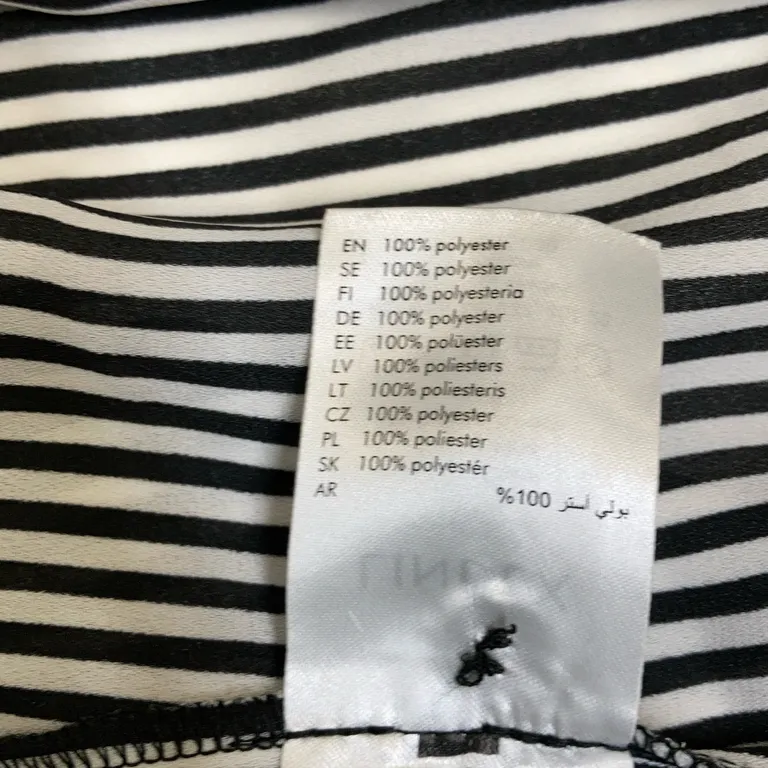 EN 100% polyester
SE 100% polyester
FI 100% polyesteria
DE 100% polyester
EE 100% polüester
LV 100% poliesters
LT 100% poliesteris
CZ 100% polyester
PL 100% poliester
SK 100% polyestér
AR بولي أستر 100%